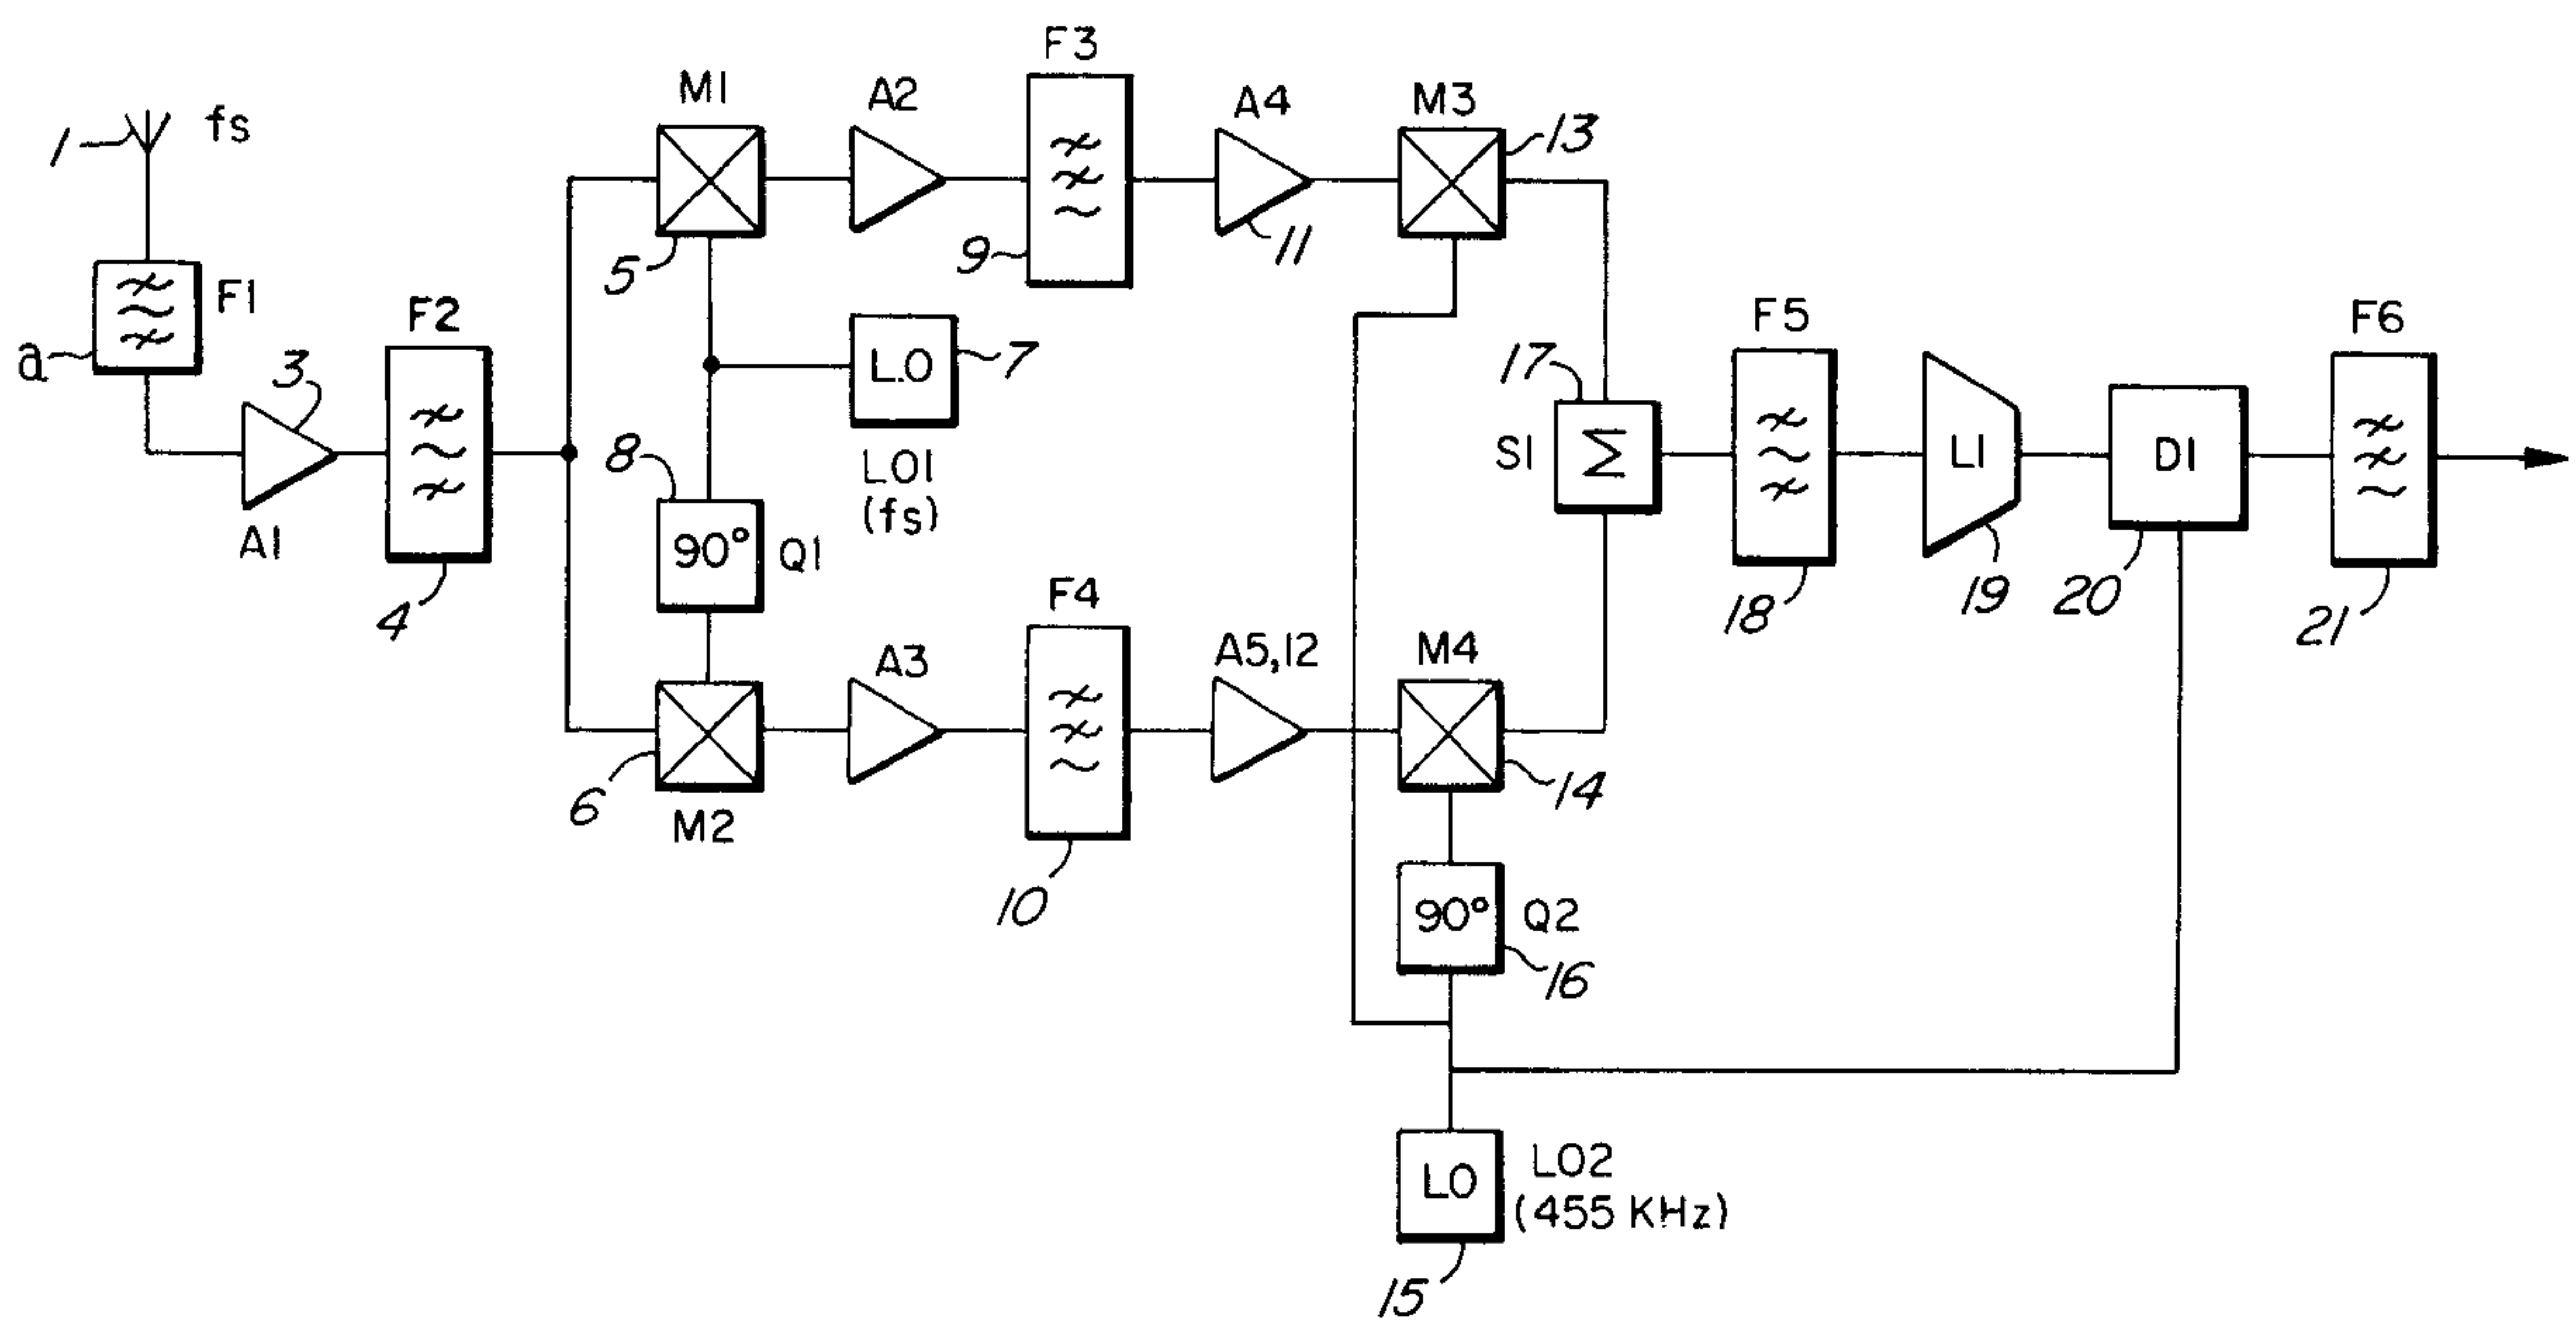 1
fs
F1
a
3
A1
F2
4
M1
5
A2
F3
9
A4
11
M3
13
L.O
7
LO1
(fs)
8
90°
Q1
6
M2
A3
F4
10
A5,12
M4
14
90°
Q2
16
LO
LO2
(455 KHz)
15
17
S1
Σ
F5
18
L1
19
D1
20
F6
21